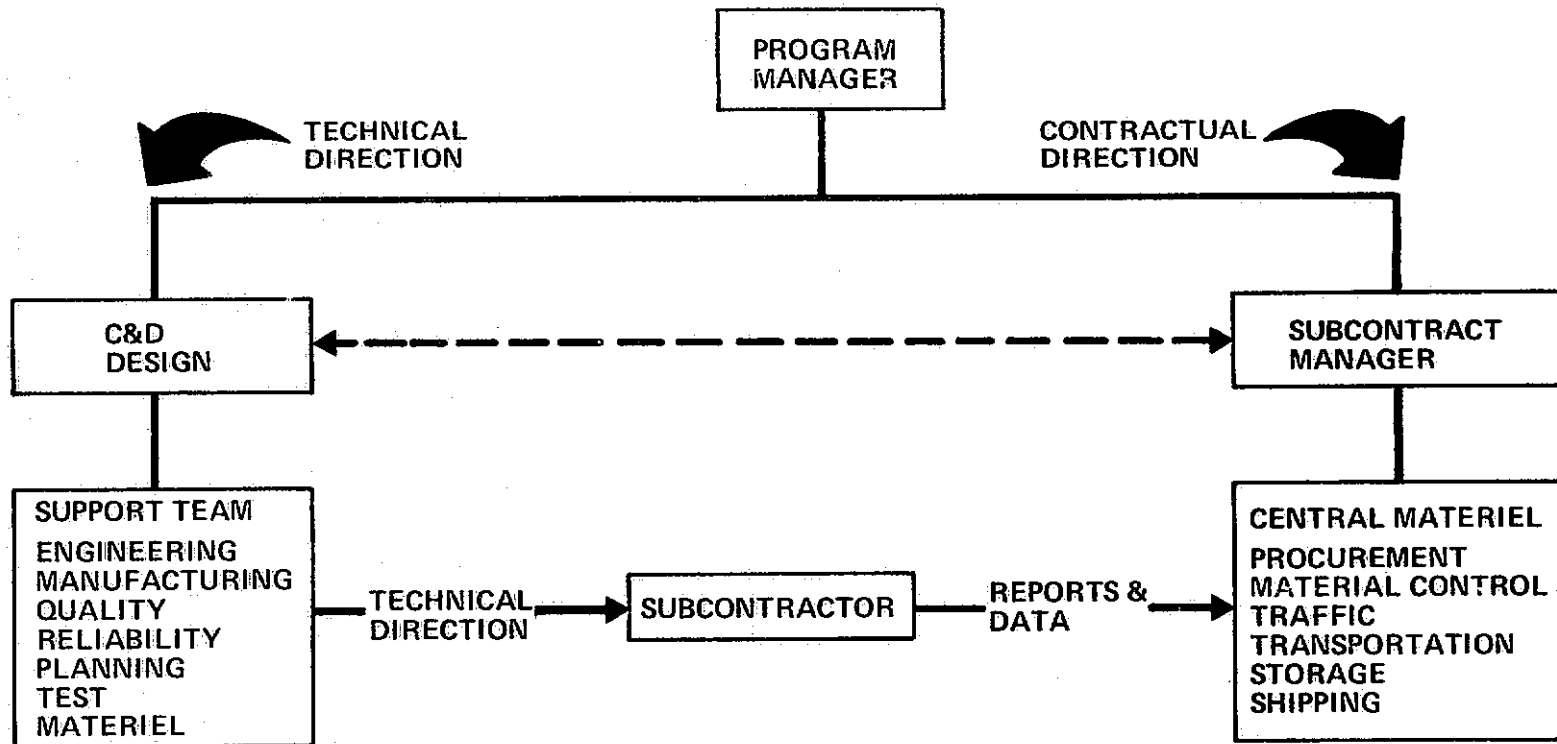 PROGRAM
MANAGER
TECHNICAL
DIRECTION
CONTRACTUAL
DIRECTION
C&D
DESIGN
SUBCONTRACT
MANAGER
SUPPORT TEAM
ENGINEERING
MANUFACTURING
QUALITY
RELIABILITY
PLANNING
TEST
MATERIEL
TECHNICAL
DIRECTION
SUBCONTRACTOR
REPORTS &
DATA
CENTRAL MATERIEL
PROCUREMENT
MATERIAL CONTROL
TRAFFIC
TRANSPORTATION
STORAGE
SHIPPING